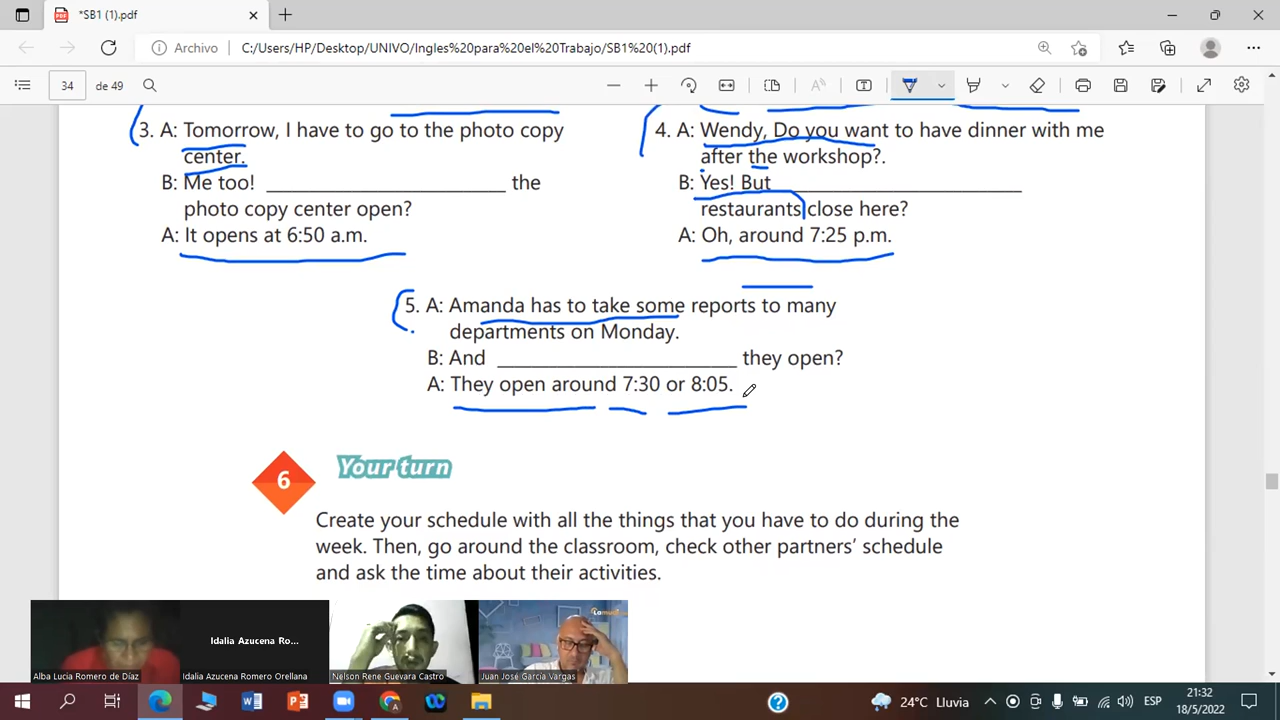 *SB1 (1).pdf
Archivo C:/Users/HP/Desktop/UNIVO/Ingles%20para%20el%20Trabajo/SB1%20(1).pdf
34 de 49
3. A: Tomorrow, I have to go to the photo copy
center.
B: Me too! ______________________ the
photo copy center open?
A: It opens at 6:50 a.m.
4. A: Wendy, Do you want to have dinner with me
after the workshop?.
B: Yes! But ______________________
restaurants close here?
A: Oh, around 7:25 p.m.
5. A: Amanda has to take some reports to many
departments on Monday.
B: And ______________________ they open?
A: They open around 7:30 or 8:05.
6 Your turn
Create your schedule with all the things that you have to do during the
week. Then, go around the classroom, check other partners' schedule
and ask the time about their activities.
Idalia Azucena Ro...
Alba Lucia Romero de Díaz
Idalia Azucena Romero Orellana
Nelson Rene Guevara Castro
Juan José García Vargas
24°C Lluvia
ESP
21:32
18/5/2022